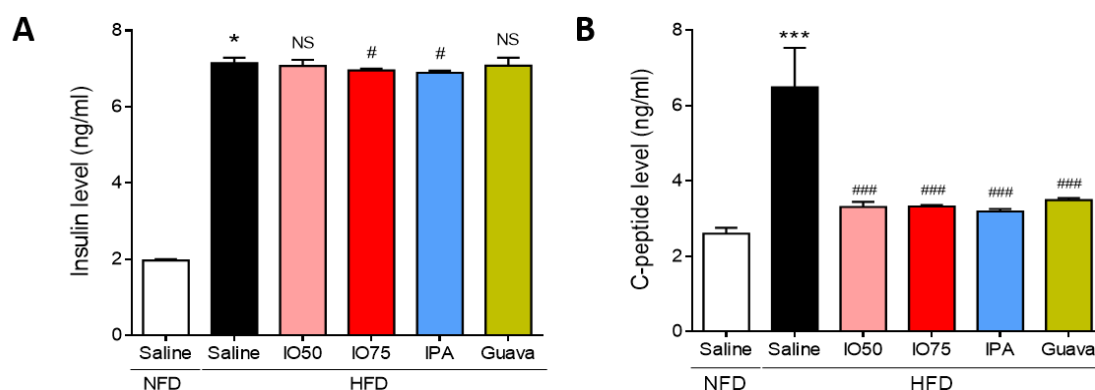 A
Insulin level (ng/ml)
8
6
4
2
0
*
NS
#
#
NS
Saline Saline IO50 IO75 IPA Guava
NFD HFD
B
C-peptide level (ng/ml)
8
6
4
2
0
***
###
###
###
###
Saline Saline IO50 IO75 IPA Guava
NFD HFD